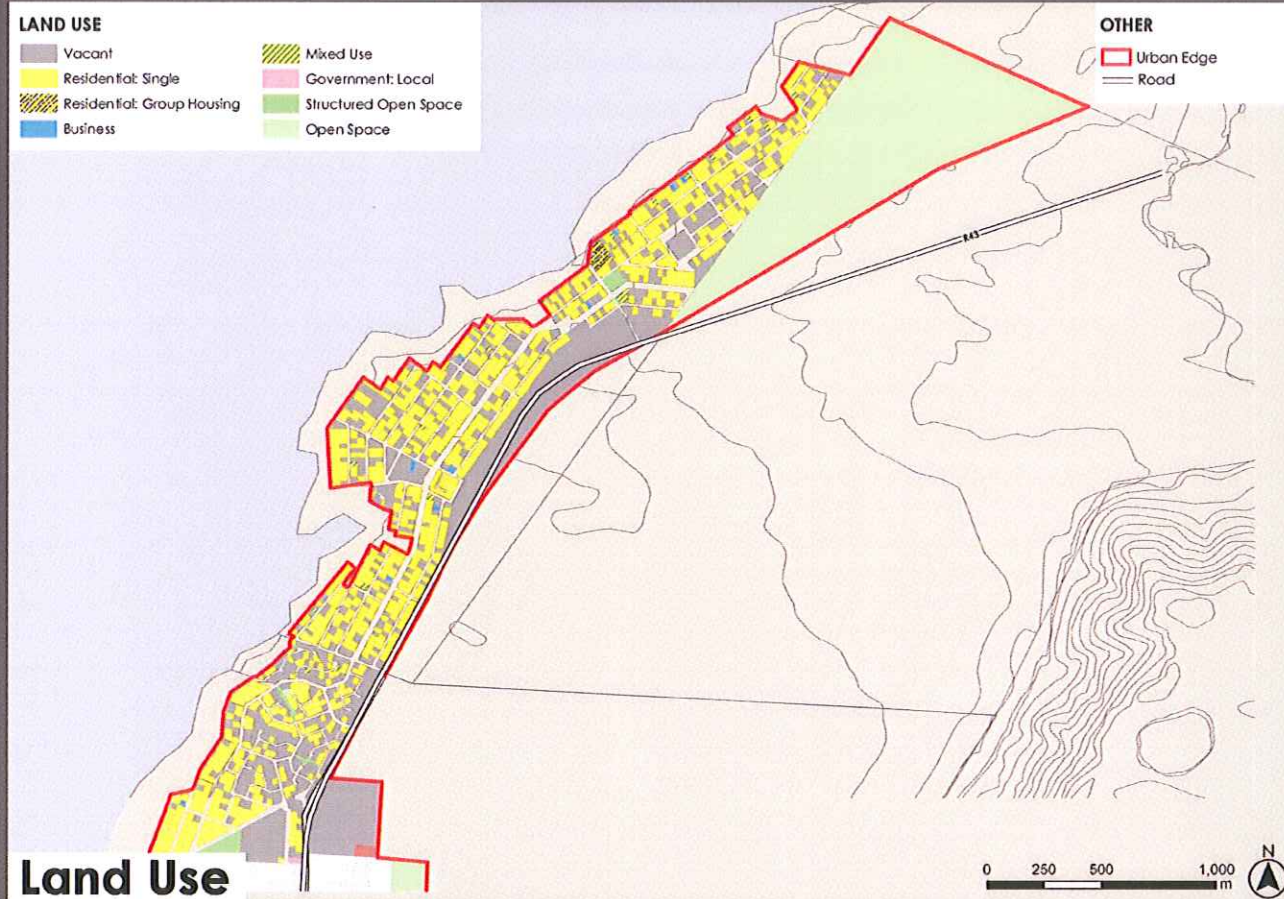 LAND USE
Vacant
Residential: Single
Residential: Group Housing
Business
Mixed Use
Government: Local
Structured Open Space
Open Space
OTHER
Urban Edge
Road
R43
Land Use
0 250 500 1,000
m
N